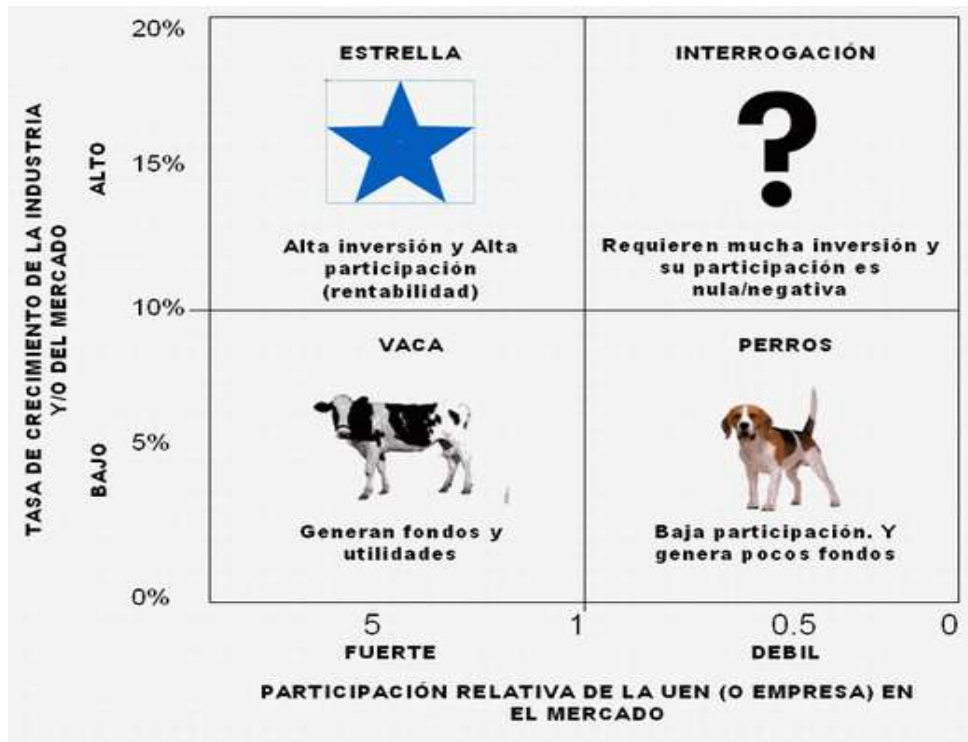 20%
ESTRELLA
INTERROGACIÓN
?
ALTO
15%
Alta inversión y Alta
participación
(rentabilidad)
Requieren mucha inversión y
su participación es
nula/negativa
TASA DE CRECIMIENTO DE LA INDUSTRIA
Y/O DEL MERCADO
10%
VACA
PERROS
BAJO
5%
Generan fondos y
utilidades
Baja participación. Y
genera pocos fondos
0%
5
1
0.5
0
FUERTE
DEBIL
PARTICIPACIÓN RELATIVA DE LA UEN (O EMPRESA) EN
EL MERCADO